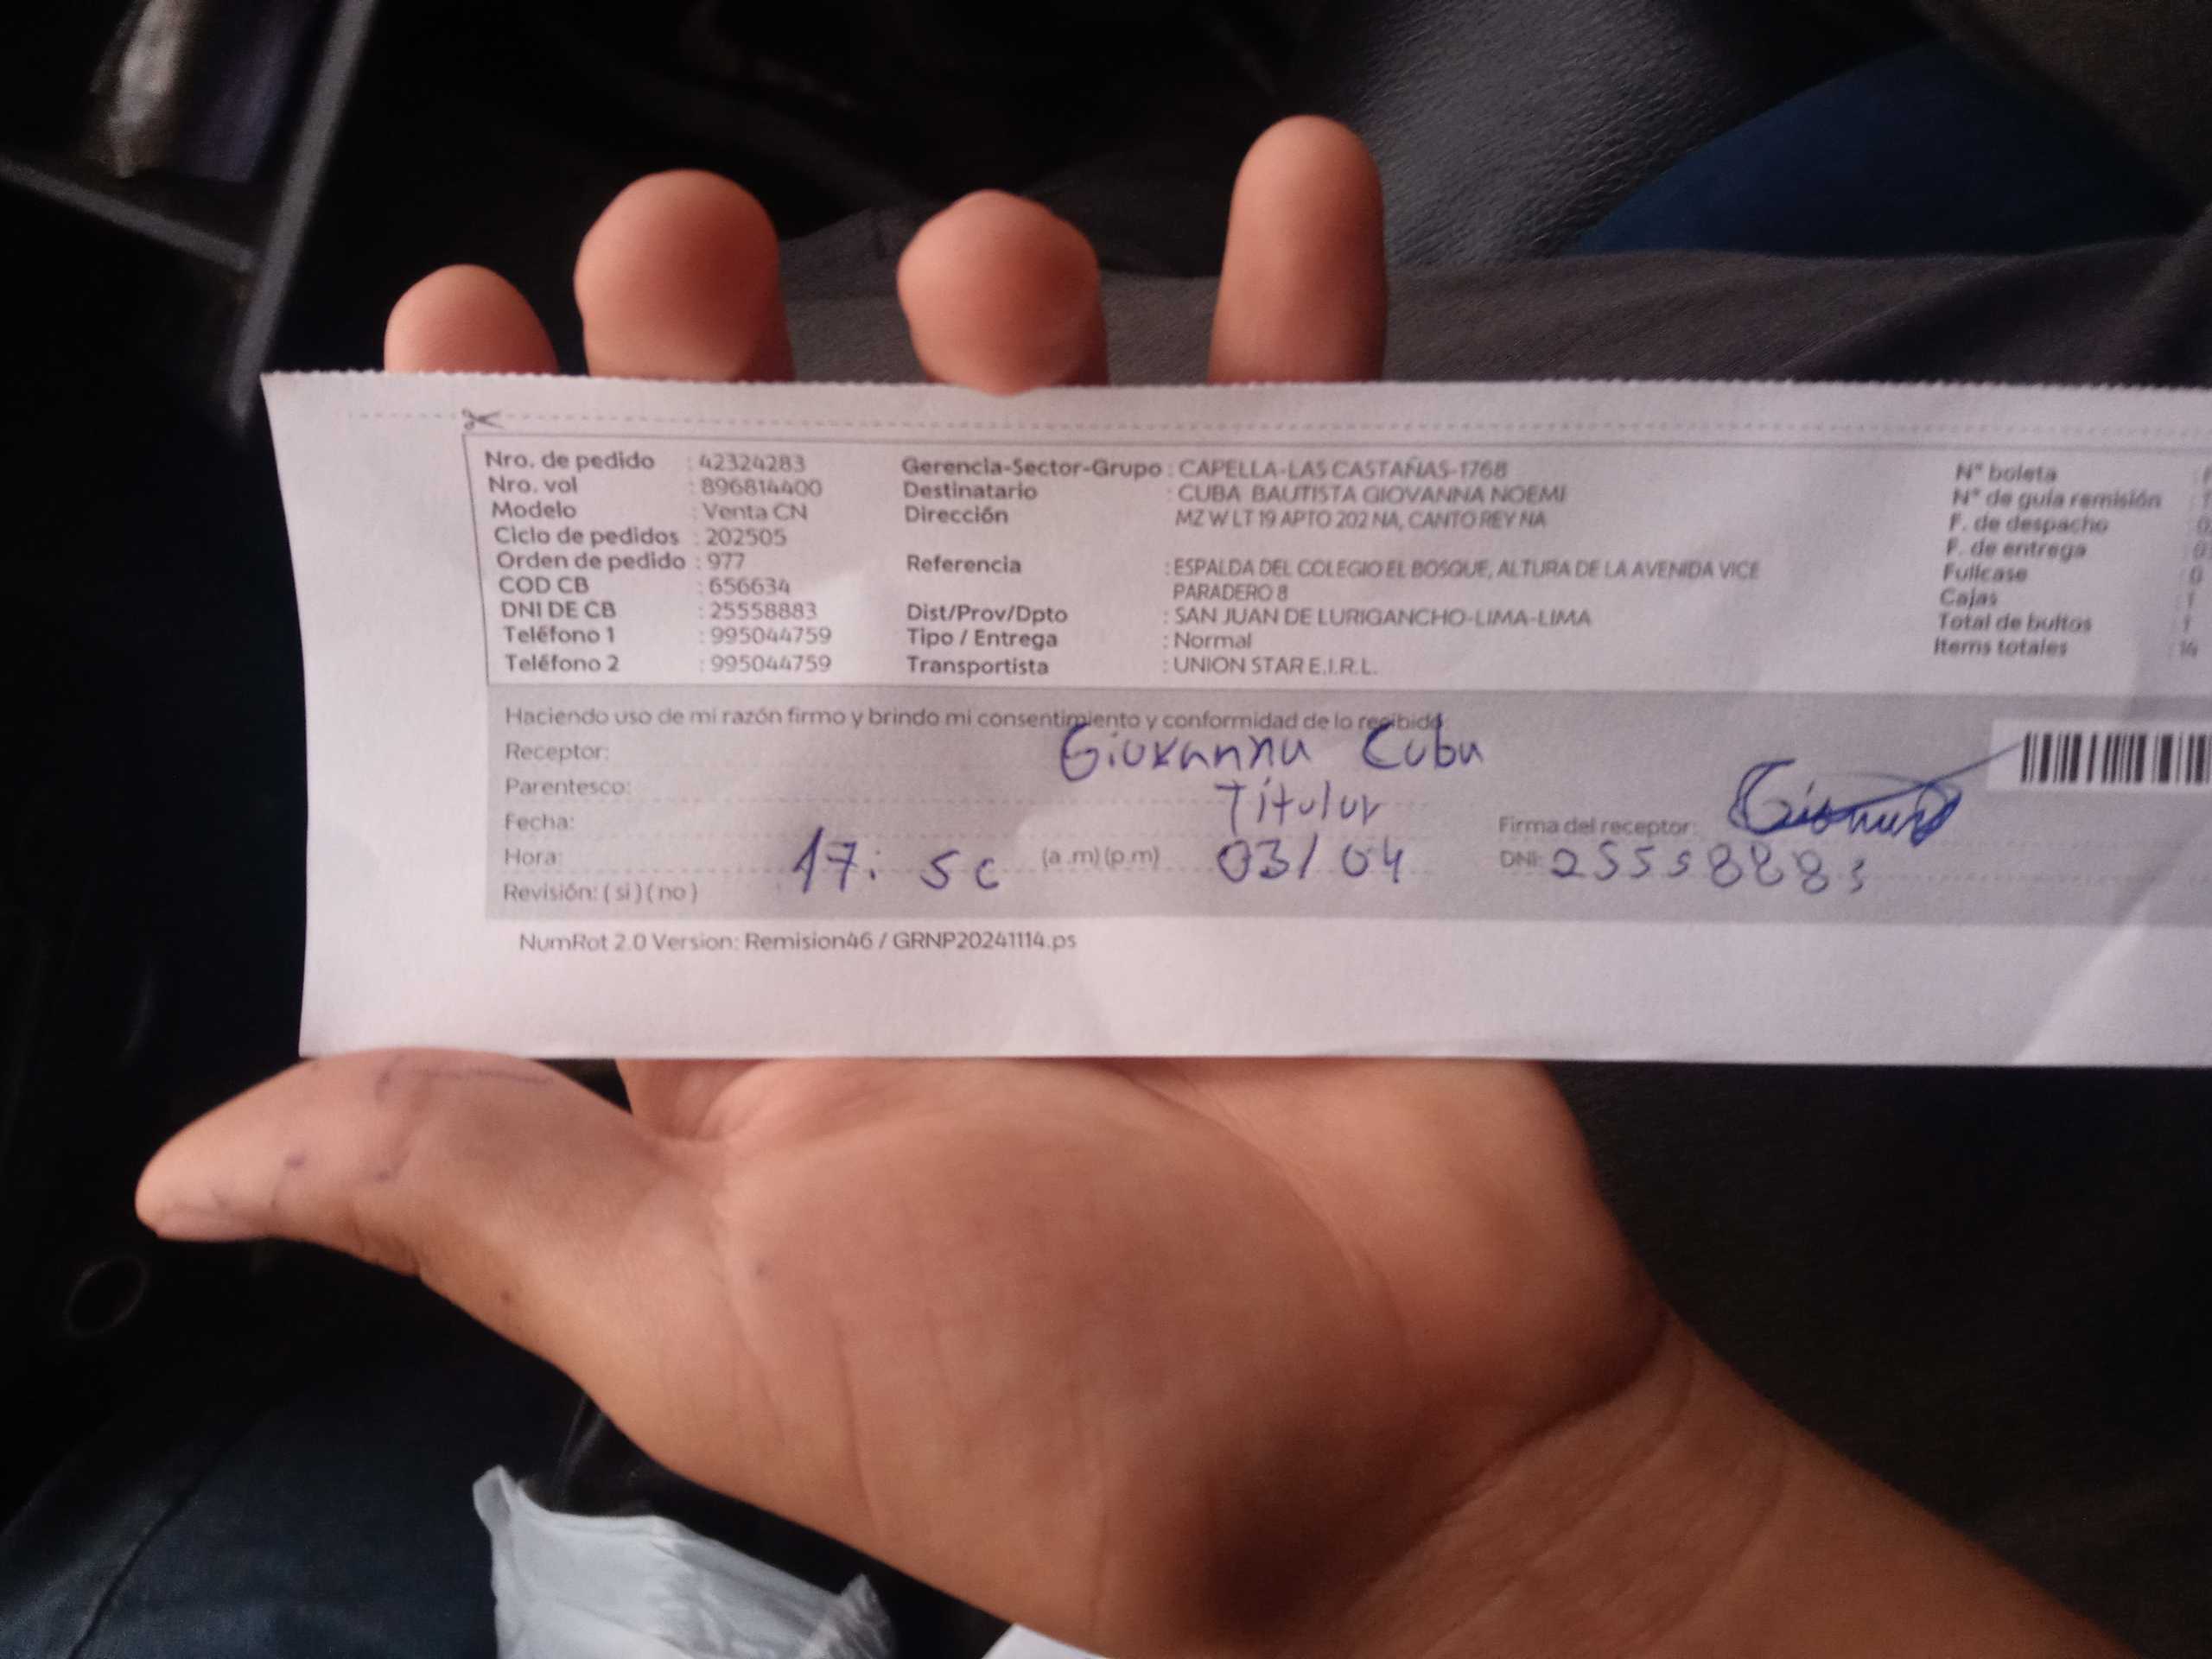 Nro. de pedido : 42324283
Nro. vol : 896814400
Modelo : Venta CN
Ciclo de pedidos : 202505
Orden de pedido : 977
COD CB : 656634
DNI DE CB : 25558883
Teléfono 1 : 995044759
Teléfono 2 : 995044759
Gerencia-Sector-Grupo : CAPELLA-LAS CASTAÑAS-1768
Destinatario : CUBA BAUTISTA GIOVANNA NOEMI
Dirección MZ W LT 19 APTO 202 NA, CANTO REY NA
Referencia : ESPALDA DEL COLEGIO EL BOSQUE, ALTURA DE LA AVENIDA VICE
PARADERO 8
Dist/Prov/Dpto : SAN JUAN DE LURIGANCHO-LIMA-LIMA
Tipo / Entrega : Normal
Transportista : UNION STAR E.I.R.L.
N° boleta
N° de guía remisión
F. de despacho
F. de entrega
Fullcase : 0
Cajas : 1
Total de bultos : 1
Items totales : 14
Haciendo uso de mi razón firmo y brindo mi consentimiento y conformidad de lo recibido
Receptor: Giovanna Cuba
Parentesco: Titular
Fecha:
Hora: 17: 50 (a.m)(p.m) 03/04
Revisión: ( si ) ( no )
Firma del receptor:
DNI: 25558883
NumRot 2.0 Version: Remision46 / GRNP20241114.ps